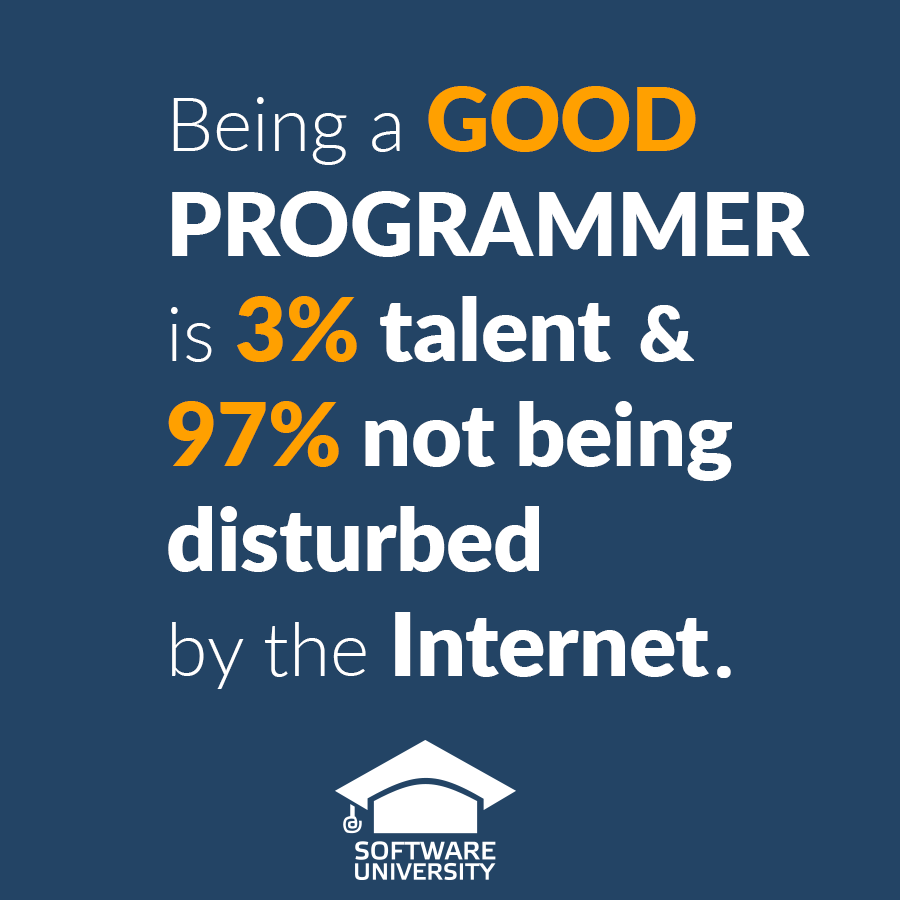 Being a GOOD
PROGRAMMER
is 3% talent &
97% not being
disturbed
by the Internet.
SOFTWARE
UNIVERSITY